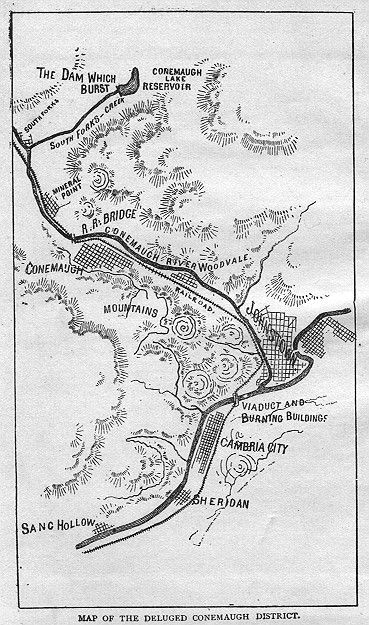 THE DAM WHICH
BURST
CONEMAUGH
LAKE
RESERVOIR
SOUTH FORKS
SOUTH FORKS CREEK
MINERAL
POINT
R.R. BRIDGE
CONEMAUGH RIVER
WOODVALE
CONEMAUGH
RAILROAD
MOUNTAINS
JOHNSTOWN
VIADUCT AND
BURNING BUILDINGS
CAMBRIA CITY
SHERIDAN
SANG HOLLOW
MAP OF THE DELUGED CONEMAUGH DISTRICT.